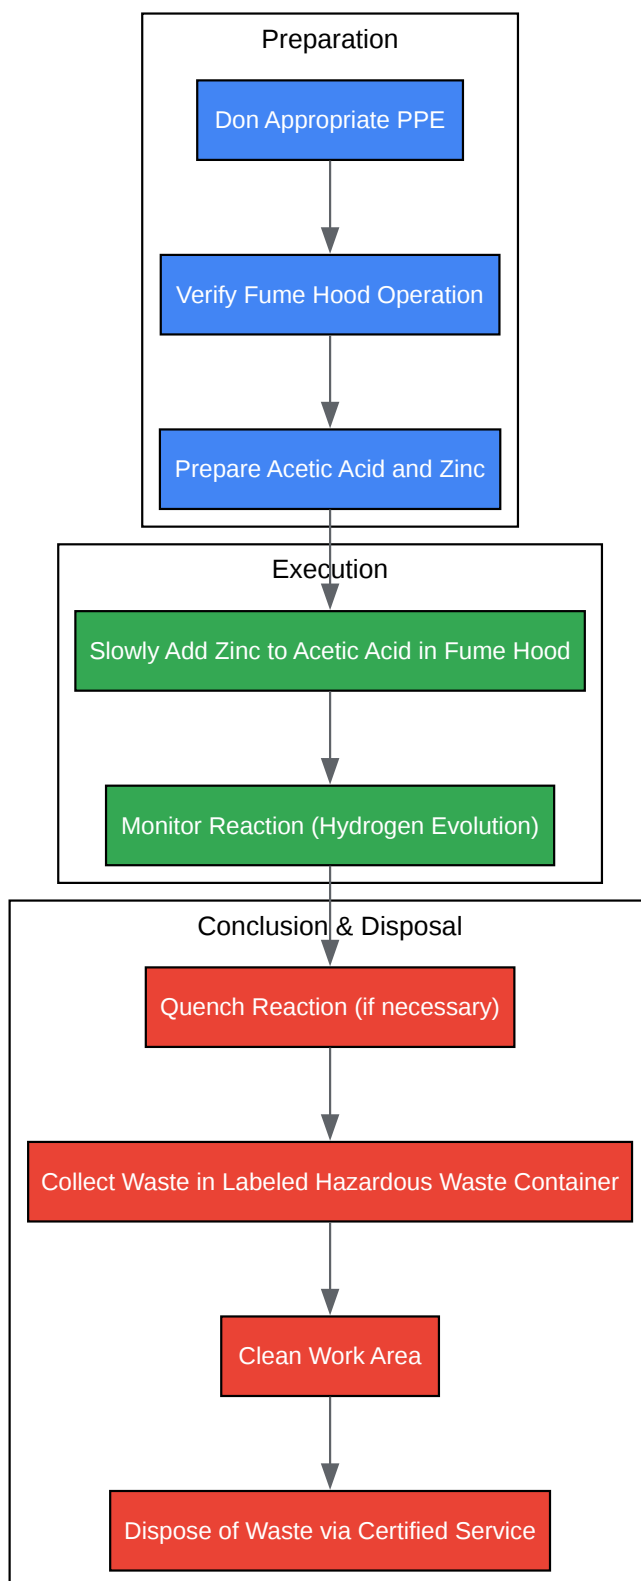 Preparation
Don Appropriate PPE
Verify Fume Hood Operation
Prepare Acetic Acid and Zinc
Execution
Slowly Add Zinc to Acetic Acid in Fume Hood
Monitor Reaction (Hydrogen Evolution)
Conclusion & Disposal
Quench Reaction (if necessary)
Collect Waste in Labeled Hazardous Waste Container
Clean Work Area
Dispose of Waste via Certified Service